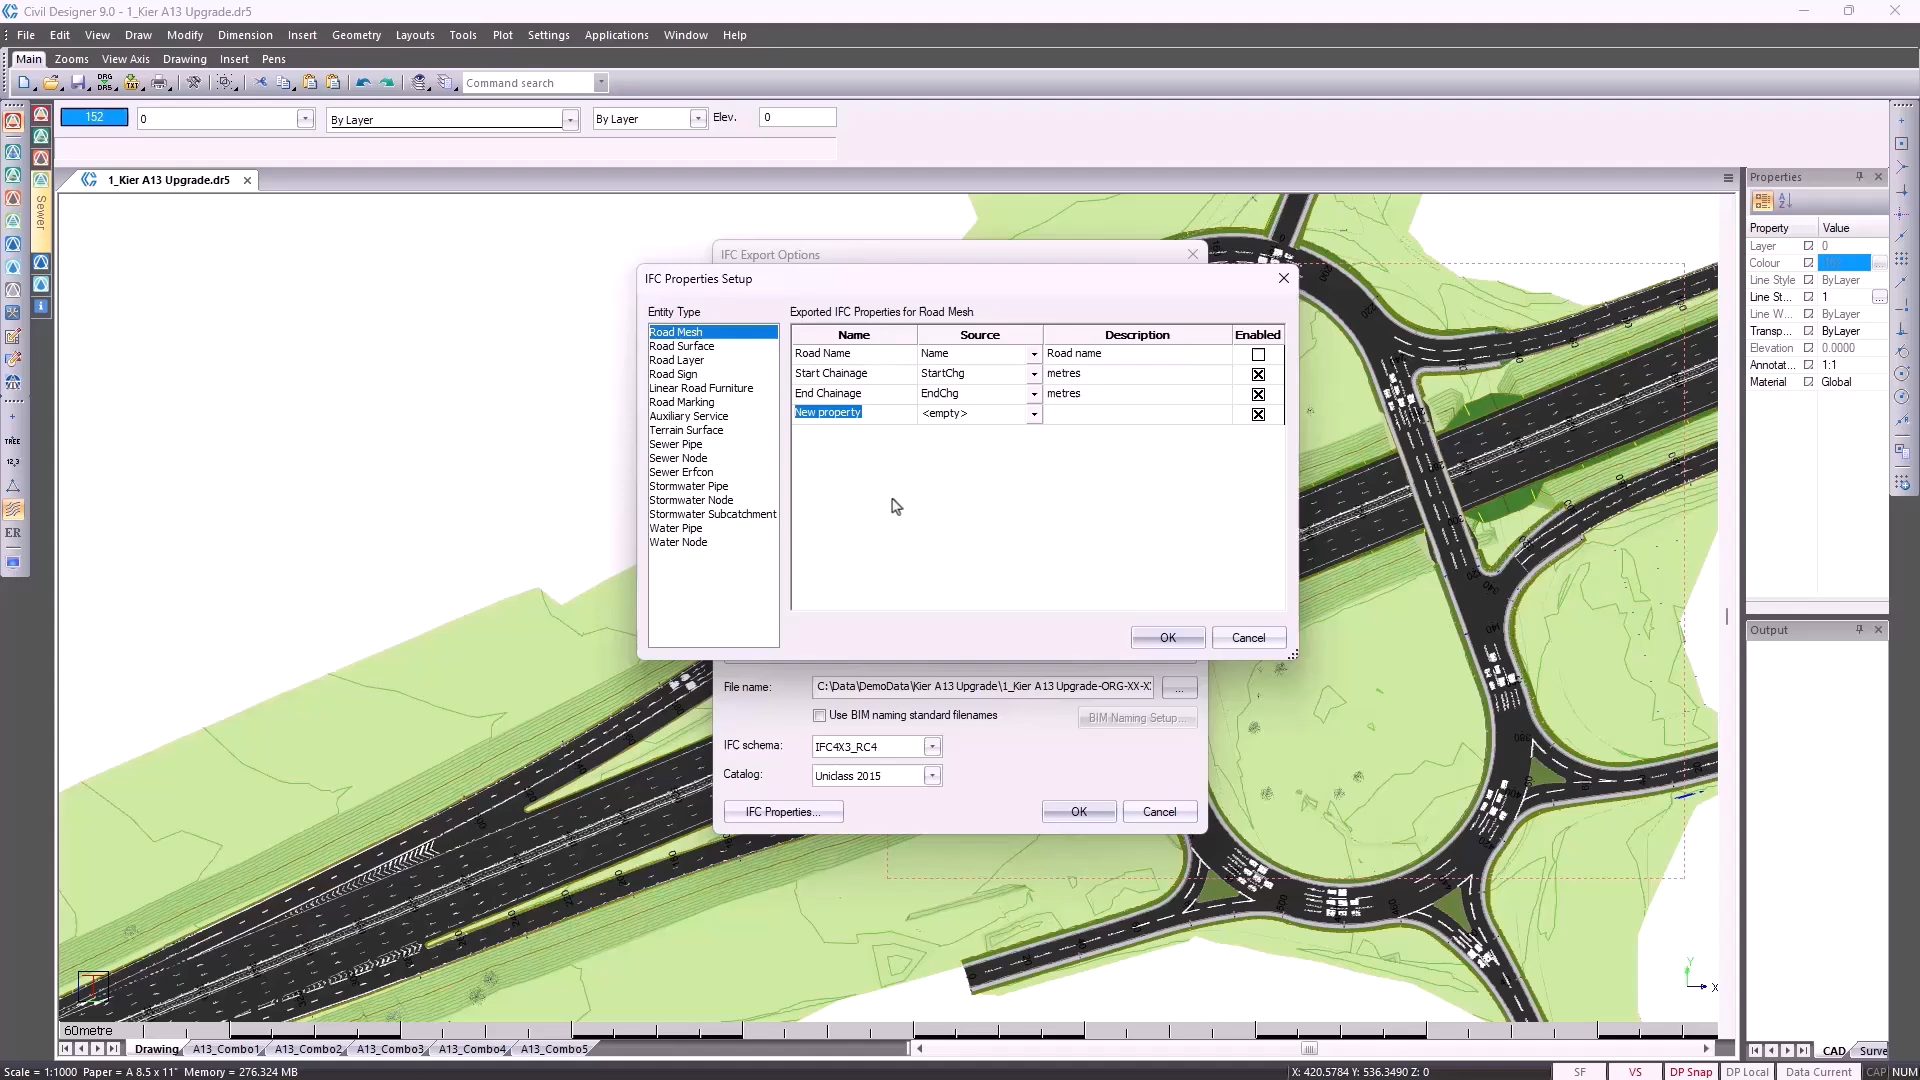 Civil Designer 9.0 - 1_Kier A13 Upgrade.dr5
File Edit View Draw Modify Dimension Insert Geometry Layouts Tools Plot Settings Applications Window Help
Main Zooms View Axis Drawing Insert Pens
DRG DRS TXT Command search
152 0 By Layer By Layer Elev. 0
1_Kier A13 Upgrade.dr5
Sewer
TREE
12,3
ER
IFC Export Options
IFC Properties Setup
Entity Type
Road Mesh
Road Surface
Road Layer
Road Sign
Linear Road Furniture
Road Marking
Auxiliary Service
Terrain Surface
Sewer Pipe
Sewer Node
Sewer Erfcon
Stormwater Pipe
Stormwater Node
Stormwater Subcatchment
Water Pipe
Water Node
Exported IFC Properties for Road Mesh
Name Source Description Enabled
Road Name Name Road name
Start Chainage StartChg metres
End Chainage EndChg metres
New property <empty>
OK Cancel
File name: C:\Data\DemoData\Kier A13 Upgrade\1_Kier A13 Upgrade-ORG-XX-X
... 
Use BIM naming standard filenames BIM Naming Setup...
IFC schema: IFC4X3_RC4
Catalog: Uniclass 2015
IFC Properties... OK Cancel
Properties
Property Value
Layer 0
Colour
Line Style ByLayer
Line St... 1 ...
Line W... ByLayer
Transp... ByLayer
Elevation 0.0000
Annotat... 1:1
Material Global
Output
Y
X
60metre
Drawing A13_Combo1 A13_Combo2 A13_Combo3 A13_Combo4 A13_Combo5
CAD Surve
Scale = 1:1000 Paper = A 8.5 x 11" Memory = 276.324 MB X: 420.5784 Y: 536.3490 Z: 0 SF VS DP Snap DP Local Data Current CAP NUM